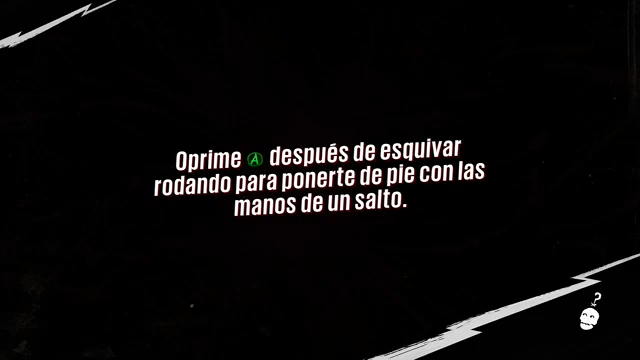 Oprime A después de esquivar
rodando para ponerte de pie con las
manos de un salto.
?